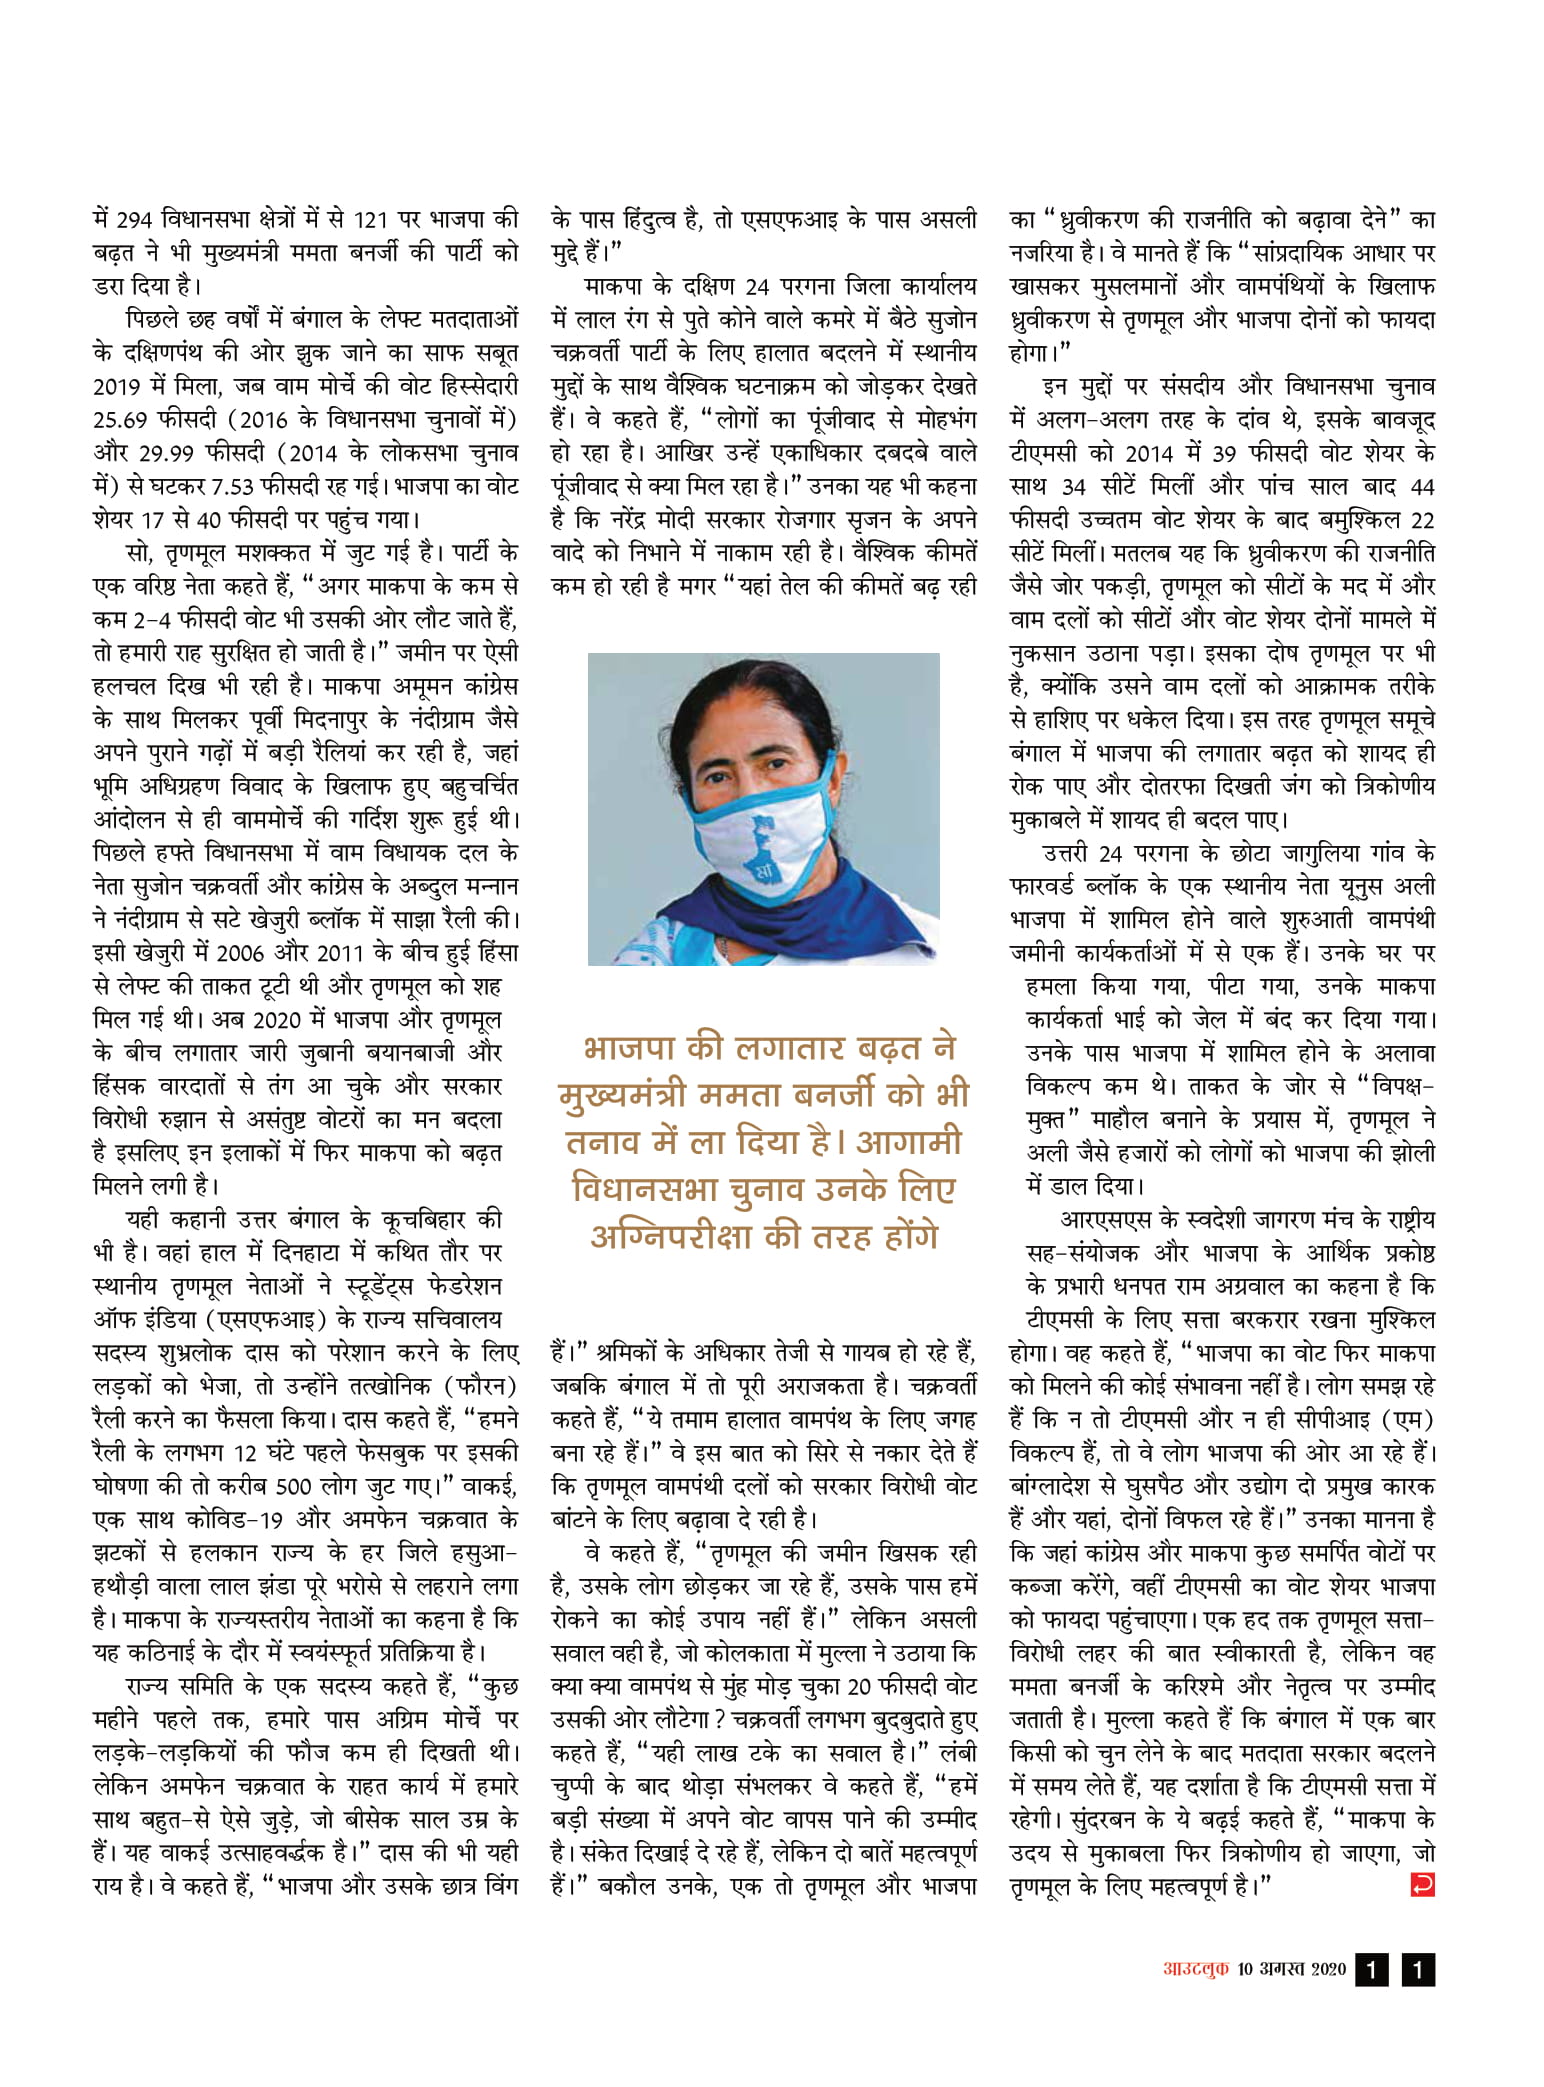 में 294 विधानसभा क्षेत्रों में से 121 पर भाजपा की
बढ़त ने भी मुख्यमंत्री ममता बनर्जी की पार्टी को
डरा दिया है।
पिछले छह वर्षों में बंगाल के लेफ्ट मतदाताओं
के दक्षिणपंथ की ओर झुक जाने का साफ सबूत
2019 में मिला, जब वाम मोर्चे की वोट हिस्सेदारी
25.69 फीसदी (2016 के विधानसभा चुनावों में)
और 29.99 फीसदी (2014 के लोकसभा चुनाव
में) से घटकर 7.53 फीसदी रह गई। भाजपा का वोट
शेयर 17 से 40 फीसदी पर पहुंच गया।
सो, तृणमूल मशक्कत में जुट गई है। पार्टी के
एक वरिष्ठ नेता कहते हैं, “अगर माकपा के कम से
कम 2-4 फीसदी वोट भी उसकी ओर लौट जाते हैं,
तो हमारी राह सुरक्षित हो जाती है।” जमीन पर ऐसी
हलचल दिख भी रही है। माकपा अमूमन कांग्रेस
के साथ मिलकर पूर्वी मिदनापुर के नंदीग्राम जैसे
अपने पुराने गढ़ों में बड़ी रैलियां कर रही है, जहां
भूमि अधिग्रहण विवाद के खिलाफ हुए बहुचर्चित
आंदोलन से ही वाममोर्चे की गर्दिश शुरू हुई थी।
पिछले हफ्ते विधानसभा में वाम विधायक दल के
नेता सुजोन चक्रवर्ती और कांग्रेस के अब्दुल मन्नान
ने नंदीग्राम से सटे खेजुरी ब्लॉक में साझा रैली की।
इसी खेजुरी में 2006 और 2011 के बीच हुई हिंसा
से लेफ्ट की ताकत टूटी थी और तृणमूल को शह
मिल गई थी। अब 2020 में भाजपा और तृणमूल
के बीच लगातार जारी जुबानी बयानबाजी और
हिंसक वारदातों से तंग आ चुके और सरकार
विरोधी रुझान से असंतुष्ट वोटरों का मन बदला
है इसलिए इन इलाकों में फिर माकपा को बढ़त
मिलने लगी है।
यही कहानी उत्तर बंगाल के कूचबिहार की
भी है। वहां हाल में दिनहाटा में कथित तौर पर
स्थानीय तृणमूल नेताओं ने स्टूडेंट्स फेडरेशन
ऑफ इंडिया (एसएफआइ) के राज्य सचिवालय
सदस्य शुभ्रलोक दास को परेशान करने के लिए
लड़कों को भेजा, तो उन्होंने तत्खोनिक (फौरन)
रैली करने का फैसला किया। दास कहते हैं, “हमने
रैली के लगभग 12 घंटे पहले फेसबुक पर इसकी
घोषणा की तो करीब 500 लोग जुट गए।” वाकई,
एक साथ कोविड-19 और अमफेन चक्रवात के
झटकों से हलकान राज्य के हर जिले हसुआ-
हथौड़ी वाला लाल झंडा पूरे भरोसे से लहराने लगा
है। माकपा के राज्यस्तरीय नेताओं का कहना है कि
यह कठिनाई के दौर में स्वयंस्फूर्त प्रतिक्रिया है।
राज्य समिति के एक सदस्य कहते हैं, “कुछ
महीने पहले तक, हमारे पास अग्रिम मोर्चे पर
लड़के-लड़कियों की फौज कम ही दिखती थी।
लेकिन अमफेन चक्रवात के राहत कार्य में हमारे
साथ बहुत-से ऐसे जुड़े, जो बीसेक साल उम्र के
हैं। यह वाकई उत्साहवर्द्धक है।” दास की भी यही
राय है। वे कहते हैं, “भाजपा और उसके छात्र विंग
के पास हिंदुत्व है, तो एसएफआइ के पास असली
मुद्दे हैं।”
माकपा के दक्षिण 24 परगना जिला कार्यालय
में लाल रंग से पुते कोने वाले कमरे में बैठे सुजोन
चक्रवर्ती पार्टी के लिए हालात बदलने में स्थानीय
मुद्दों के साथ वैश्विक घटनाक्रम को जोड़कर देखते
हैं। वे कहते हैं, “लोगों का पूंजीवाद से मोहभंग
हो रहा है। आखिर उन्हें एकाधिकार दबदबे वाले
पूंजीवाद से क्या मिल रहा है।” उनका यह भी कहना
है कि नरेंद्र मोदी सरकार रोजगार सृजन के अपने
वादे को निभाने में नाकाम रही है। वैश्विक कीमतें
कम हो रही है मगर “यहां तेल की कीमतें बढ़ रही
मां
भाजपा की लगातार बढ़त ने
मुख्यमंत्री ममता बनर्जी को भी
तनाव में ला दिया है। आगामी
विधानसभा चुनाव उनके लिए
अग्निपरीक्षा की तरह होंगे
हैं।” श्रमिकों के अधिकार तेजी से गायब हो रहे हैं,
जबकि बंगाल में तो पूरी अराजकता है। चक्रवर्ती
कहते हैं, “ये तमाम हालात वामपंथ के लिए जगह
बना रहे हैं।” वे इस बात को सिरे से नकार देते हैं
कि तृणमूल वामपंथी दलों को सरकार विरोधी वोट
बांटने के लिए बढ़ावा दे रही है।
वे कहते हैं, “तृणमूल की जमीन खिसक रही
है, उसके लोग छोड़कर जा रहे हैं, उसके पास हमें
रोकने का कोई उपाय नहीं हैं।” लेकिन असली
सवाल वही है, जो कोलकाता में मुल्ला ने उठाया कि
क्या क्या वामपंथ से मुंह मोड़ चुका 20 फीसदी वोट
उसकी ओर लौटेगा? चक्रवर्ती लगभग बुदबुदाते हुए
कहते हैं, “यही लाख टके का सवाल है।” लंबी
चुप्पी के बाद थोड़ा संभलकर वे कहते हैं, “हमें
बड़ी संख्या में अपने वोट वापस पाने की उम्मीद
है। संकेत दिखाई दे रहे हैं, लेकिन दो बातें महत्वपूर्ण
हैं।” बकौल उनके, एक तो तृणमूल और भाजपा
का “ध्रुवीकरण की राजनीति को बढ़ावा देने” का
नजरिया है। वे मानते हैं कि “सांप्रदायिक आधार पर
खासकर मुसलमानों और वामपंथियों के खिलाफ
ध्रुवीकरण से तृणमूल और भाजपा दोनों को फायदा
होगा।”
इन मुद्दों पर संसदीय और विधानसभा चुनाव
में अलग-अलग तरह के दांव थे, इसके बावजूद
टीएमसी को 2014 में 39 फीसदी वोट शेयर के
साथ 34 सीटें मिलीं और पांच साल बाद 44
फीसदी उच्चतम वोट शेयर के बाद बमुश्किल 22
सीटें मिलीं। मतलब यह कि ध्रुवीकरण की राजनीति
जैसे जोर पकड़ी, तृणमूल को सीटों के मद में और
वाम दलों को सीटों और वोट शेयर दोनों मामले में
नुकसान उठाना पड़ा। इसका दोष तृणमूल पर भी
है, क्योंकि उसने वाम दलों को आक्रामक तरीके
से हाशिए पर धकेल दिया। इस तरह तृणमूल समूचे
बंगाल में भाजपा की लगातार बढ़त को शायद ही
रोक पाए और दोतरफा दिखती जंग को त्रिकोणीय
मुकाबले में शायद ही बदल पाए।
उत्तरी 24 परगना के छोटा जागुलिया गांव के
फारवर्ड ब्लॉक के एक स्थानीय नेता यूनुस अली
भाजपा में शामिल होने वाले शुरुआती वामपंथी
जमीनी कार्यकर्ताओं में से एक हैं। उनके घर पर
हमला किया गया, पीटा गया, उनके माकपा
कार्यकर्ता भाई को जेल में बंद कर दिया गया।
उनके पास भाजपा में शामिल होने के अलावा
विकल्प कम थे। ताकत के जोर से “विपक्ष-
मुक्त” माहौल बनाने के प्रयास में, तृणमूल ने
अली जैसे हजारों को लोगों को भाजपा की झोली
में डाल दिया।
आरएसएस के स्वदेशी जागरण मंच के राष्ट्रीय
सह-संयोजक और भाजपा के आर्थिक प्रकोष्ठ
के प्रभारी धनपत राम अग्रवाल का कहना है कि
टीएमसी के लिए सत्ता बरकरार रखना मुश्किल
होगा। वह कहते हैं, “भाजपा का वोट फिर माकपा
को मिलने की कोई संभावना नहीं है। लोग समझ रहे
हैं कि न तो टीएमसी और न ही सीपीआइ (एम)
विकल्प हैं, तो वे लोग भाजपा की ओर आ रहे हैं।
बांग्लादेश से घुसपैठ और उद्योग दो प्रमुख कारक
हैं और यहां, दोनों विफल रहे हैं।” उनका मानना है
कि जहां कांग्रेस और माकपा कुछ समर्पित वोटों पर
कब्जा करेंगे, वहीं टीएमसी का वोट शेयर भाजपा
को फायदा पहुंचाएगा। एक हद तक तृणमूल सत्ता-
विरोधी लहर की बात स्वीकारती है, लेकिन वह
ममता बनर्जी के करिश्मे और नेतृत्व पर उम्मीद
जताती है। मुल्ला कहते हैं कि बंगाल में एक बार
किसी को चुन लेने के बाद मतदाता सरकार बदलने
में समय लेते हैं, यह दर्शाता है कि टीएमसी सत्ता में
रहेगी। सुंदरबन के ये बढ़ई कहते हैं, “माकपा के
उदय से मुकाबला फिर त्रिकोणीय हो जाएगा, जो
तृणमूल के लिए महत्वपूर्ण है।”
आउटलुक 10 अगस्त 2020 1 1